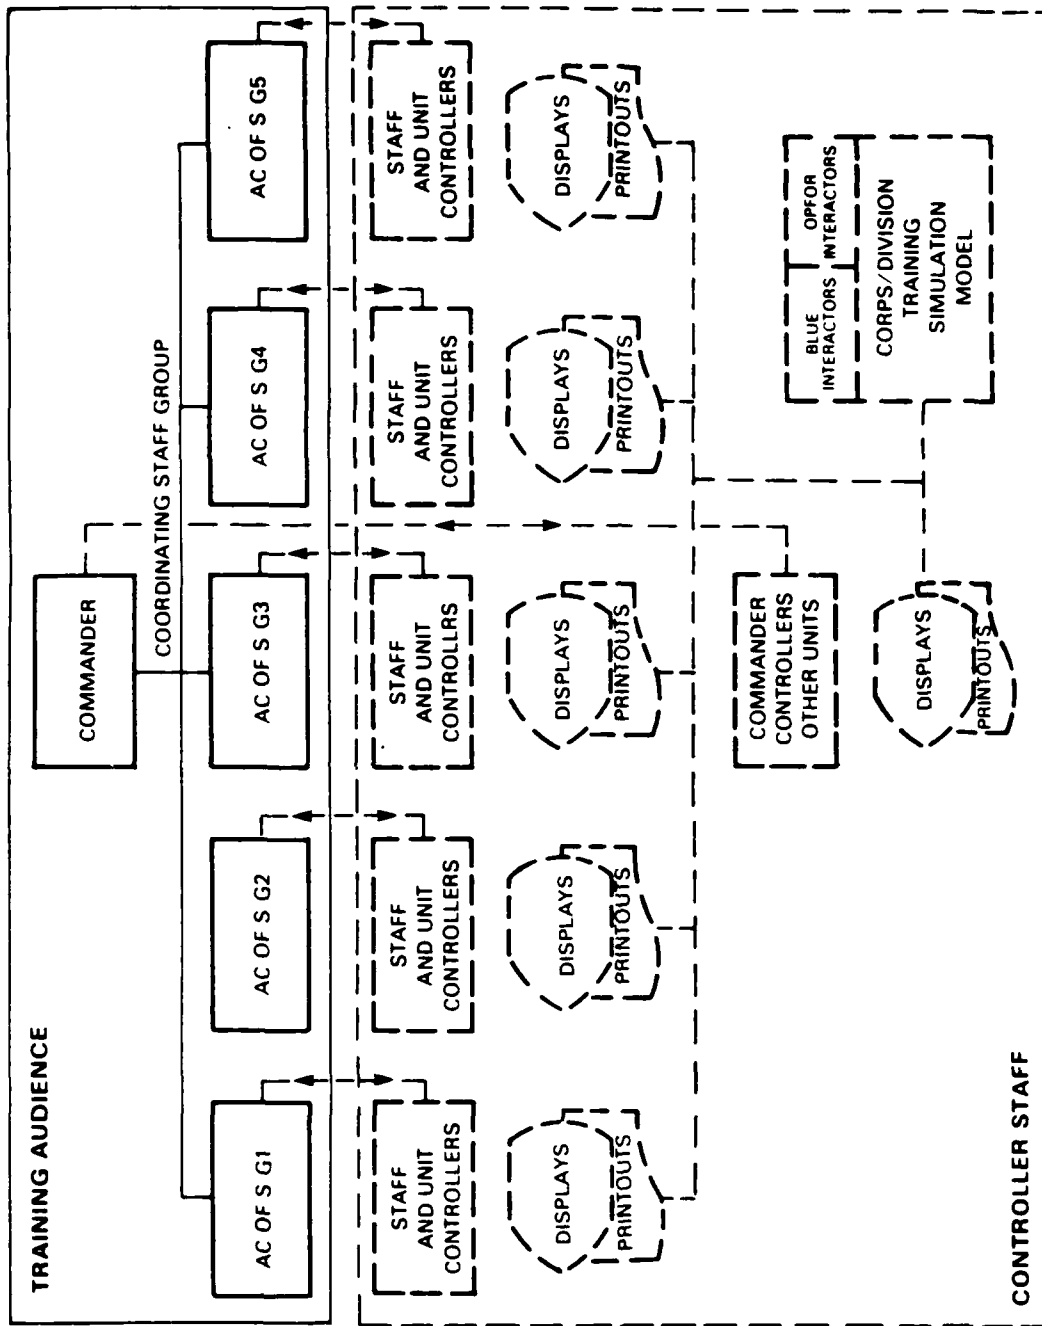 TRAINING AUDIENCE
COMMANDER
COORDINATING STAFF GROUP
AC OF S G1
AC OF S G2
AC OF S G3
AC OF S G4
AC OF S G5
STAFF
AND UNIT
CONTROLLERS
STAFF
AND UNIT
CONTROLLERS
STAFF
AND UNIT
CONTROLLRS
STAFF
AND UNIT
CONTROLLERS
STAFF
AND UNIT
CONTROLLERS
DISPLAYS
PRINTOUTS
DISPLAYS
PRINTOUTS
DISPLAYS
PRINTOUTS
DISPLAYS
PRINTOUTS
DISPLAYS
PRINTOUTS
COMMANDER
CONTROLLERS
OTHER UNITS
BLUE
INTERACTORS
OPFOR
INTERACTORS
CORPS/DIVISION
TRAINING
SIMULATION
MODEL
DISPLAYS
PRINTOUTS
CONTROLLER STAFF